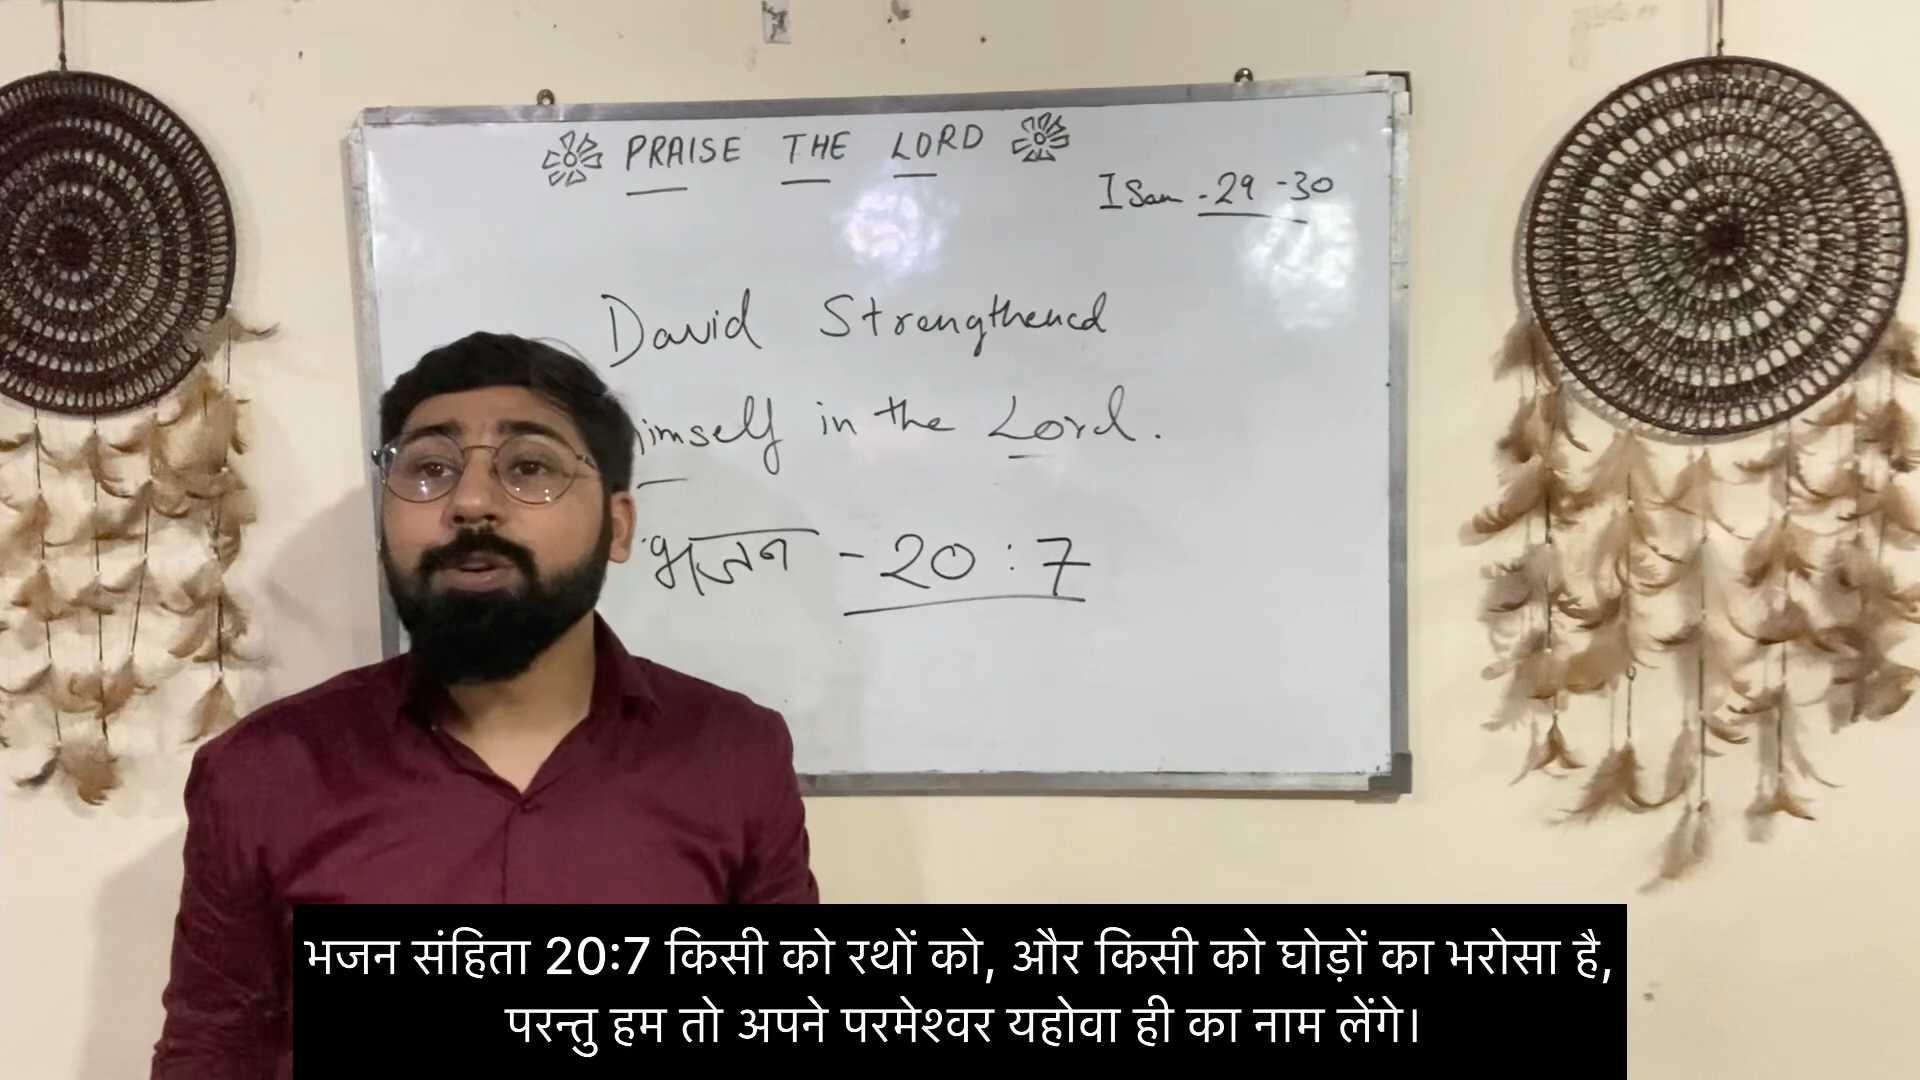 PRAISE THE LORD
I Sam - 29 - 30
David Strengthened
imself in the Lord.
भजन - 20 : 7
भजन संहिता 20:7 किसी को रथों को, और किसी को घोड़ों का भरोसा है,
परन्तु हम तो अपने परमेश्वर यहोवा ही का नाम लेंगे।